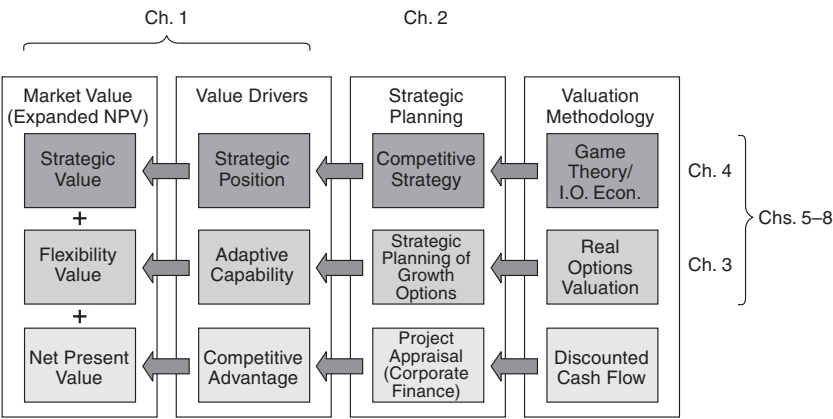 Ch. 1
Ch. 2
Market Value
(Expanded NPV)
Value Drivers
Strategic
Planning
Valuation
Methodology
Strategic
Value
Strategic
Position
Competitive
Strategy
Game
Theory/
I.O. Econ.
Ch. 4
+
Chs. 5–8
Flexibility
Value
Adaptive
Capability
Strategic
Planning of
Growth
Options
Real
Options
Valuation
Ch. 3
+
Net Present
Value
Competitive
Advantage
Project
Appraisal
(Corporate
Finance)
Discounted
Cash Flow